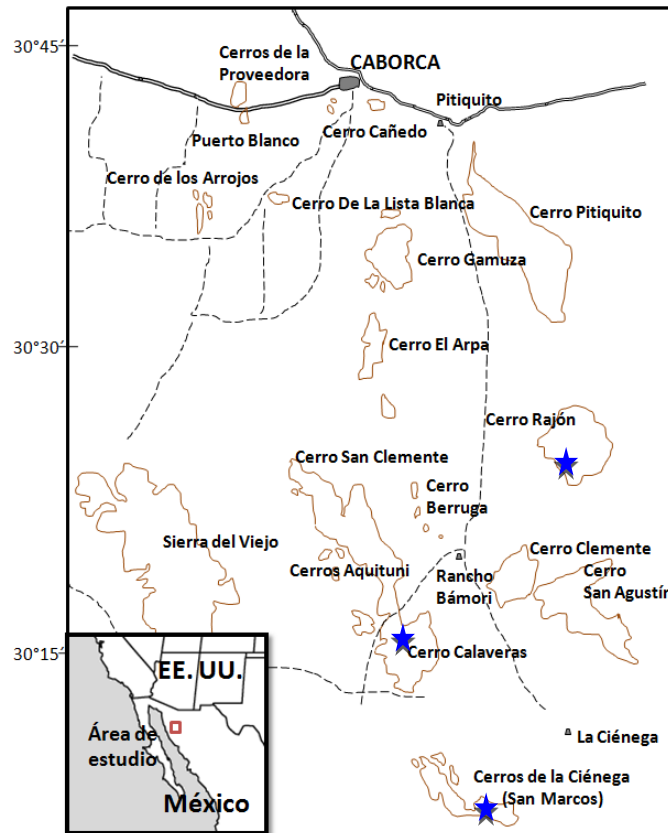 30°45′
Cerros de la
Proveedora
CABORCA
Pitiquito
Puerto Blanco
Cerro Cañedo
Cerro de los Arrojos
Cerro De La Lista Blanca
Cerro Pitiquito
Cerro Gamuza
30°30′
Cerro El Arpa
Cerro Rajón
Cerro San Clemente
Cerro
Berruga
Sierra del Viejo
Cerros Aquituni
Rancho
Bámori
Cerro Clemente
Cerro
San Agustín
30°15′
Cerro Calaveras
EE. UU.
Área de
estudio
México
La Ciénega
Cerros de la Ciénega
(San Marcos)